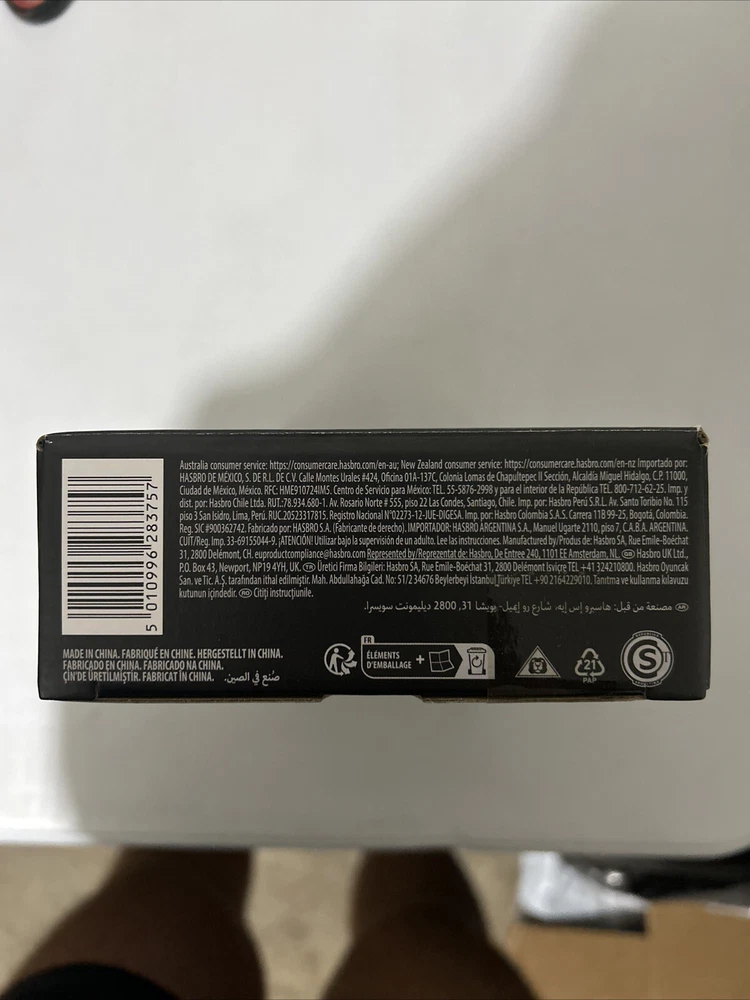 Australia consumer service: https://consumercare.hasbro.com/en-au; New Zealand consumer service: https://consumercare.hasbro.com/en-nz Importado por:
HASBRO DE MÉXICO, S. DE R.L. DE C.V. Calle Montes Urales #424, Oficina 01A-137C, Colonia Lomas de Chapultepec II Sección, Alcaldía Miguel Hidalgo, C.P. 11000,
Ciudad de México, México. RFC: HME910724IM5. Centro de Servicio para México: TEL. 55-5876-2998 y para el interior de la República TEL. 800-712-62-25. Imp. y
dist. por: Hasbro Chile Ltda. RUT.:78.934.680-1. Av. Rosario Norte # 555, piso 22 Las Condes, Santiago, Chile. Imp. por: Hasbro Perú S.R.L. Av. Santo Toribio No. 115
piso 3 San Isidro, Lima, Perú. RUC.20523317815. Registro Nacional N°02273-12-JUE-DIGESA. Imp. por: Hasbro Colombia S.A.S. Carrera 11B 99-25, Bogotá, Colombia.
Reg. SIC #900362742. Fabricado por: HASBRO S.A. (Fabricante de derecho). IMPORTADOR: HASBRO ARGENTINA S.A., Manuel Ugarte 2110, piso 7, C.A.B.A. ARGENTINA.
CUIT/Reg. Imp. 33-69155044-9. ¡ATENCIÓN! Utilizar bajo la supervisión de un adulto. Lee las instrucciones. Manufactured by/Produs de: Hasbro SA, Rue Emile-Boéchat
31, 2800 Delémont, CH. euproductcompliance@hasbro.com Represented by/Reprezentat de: Hasbro, De Entree 240, 1101 EE Amsterdam, NL. GB Hasbro UK Ltd.,
P.O. Box 43, Newport, NP19 4YH, UK. TR Üretici Firma Bilgileri: Hasbro SA, Rue Emile-Boéchat 31, 2800 Delémont İsviçre TEL +41 324210800. Hasbro Oyuncak
San. ve Tic. A.Ş. tarafından ithal edilmiştir. Mah. Abdullahağa Cad. No: 51/2 34676 Beylerbeyi İstanbul, Türkiye TEL +90 2164229010. Tanıtma ve kullanma kılavuzu
kutunun içindedir. RO Citiți instrucțiunile.
AR مصنعة من قبل: هاسبرو إس إيه، شارع رو إيميل- بويشا 31, 2800 ديليمونت سويسرا.
5 010996 283757
MADE IN CHINA. FABRIQUÉ EN CHINE. HERGESTELLT IN CHINA.
FABRICADO EN CHINA. FABRICADO NA CHINA.
ÇİN'DE ÜRETİLMİŞTİR. FABRICAT ÎN CHINA. صُنع في الصين.
FR
ÉLÉMENTS
D'EMBALLAGE +
21
PAP
S